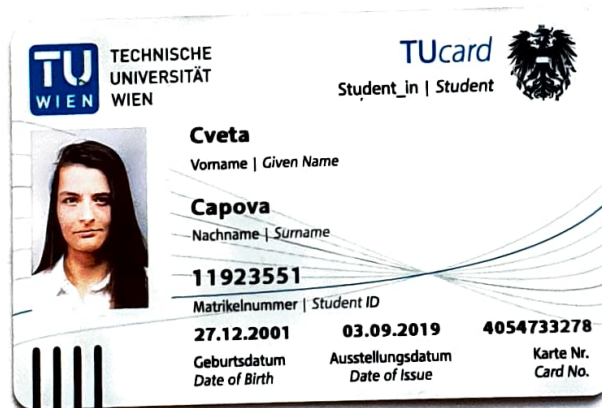 TU
WIEN
TECHNISCHE
UNIVERSITÄT
WIEN
TUcard
Student_in | Student
Cveta
Vorname | Given Name
Capova
Nachname | Surname
11923551
Matrikelnummer | Student ID
27.12.2001
Geburtsdatum
Date of Birth
03.09.2019
Ausstellungsdatum
Date of Issue
4054733278
Karte Nr.
Card No.